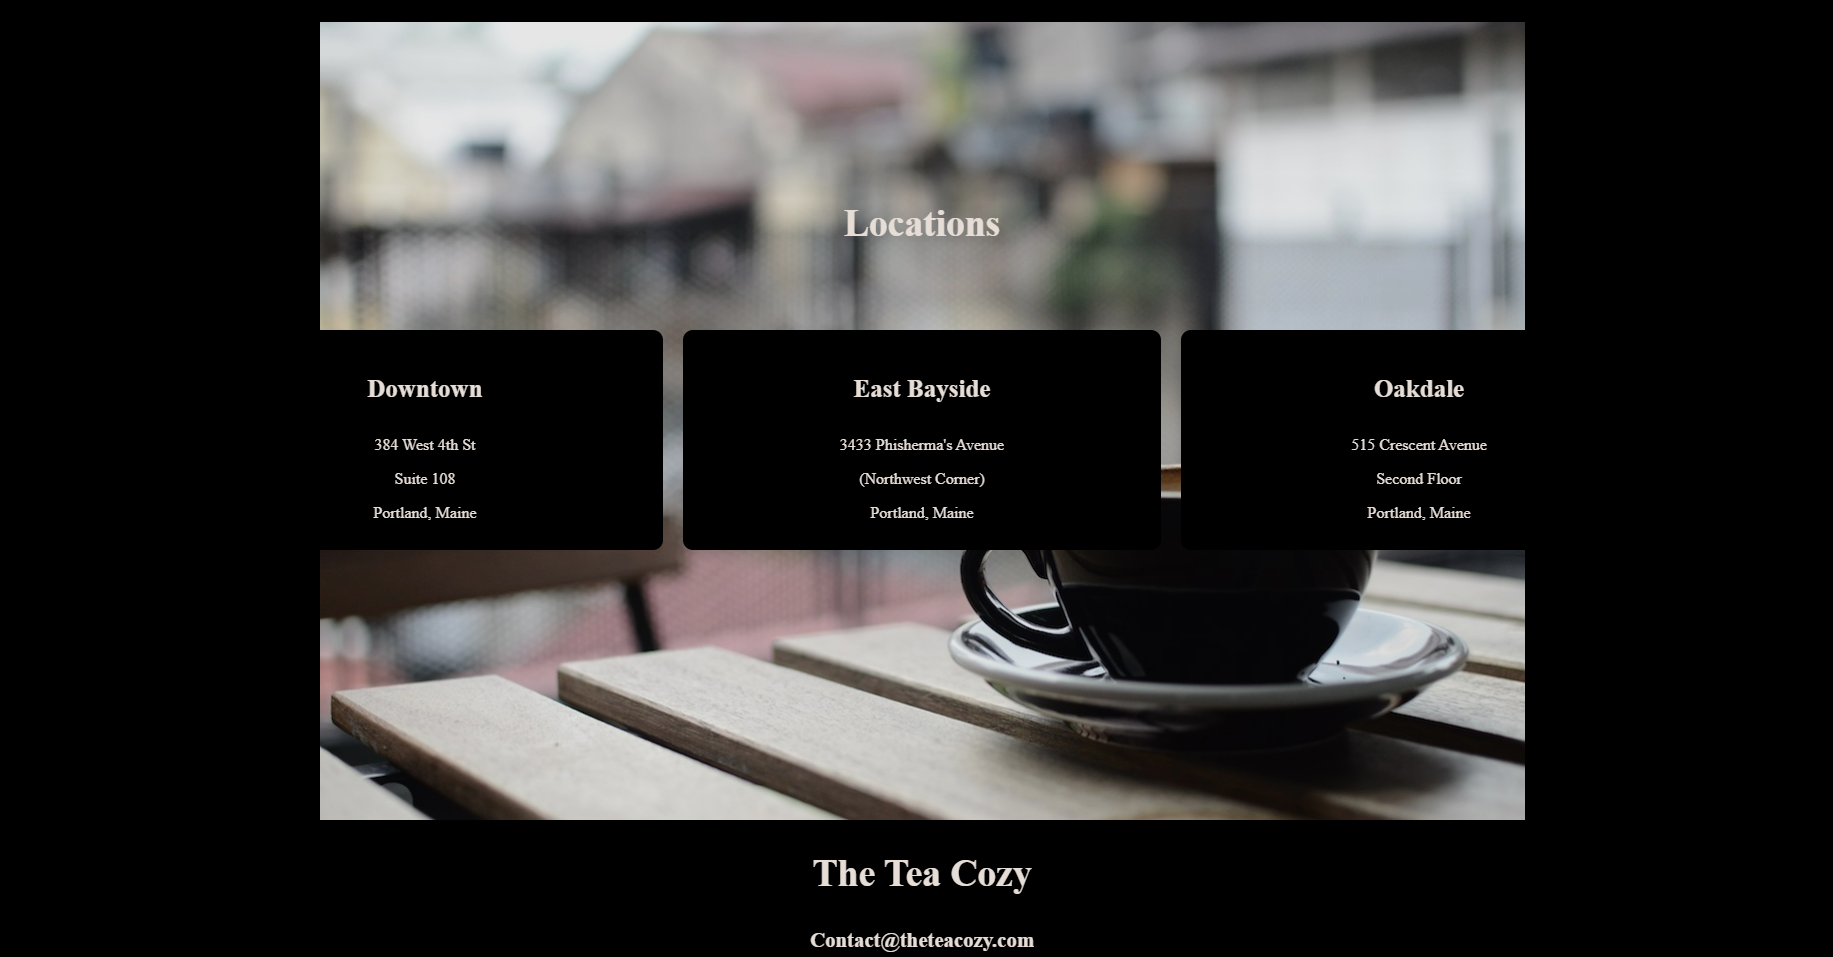 Locations
Downtown
384 West 4th St
Suite 108
Portland, Maine
East Bayside
3433 Phisherma's Avenue
(Northwest Corner)
Portland, Maine
Oakdale
515 Crescent Avenue
Second Floor
Portland, Maine
The Tea Cozy
Contact@theteacozy.com